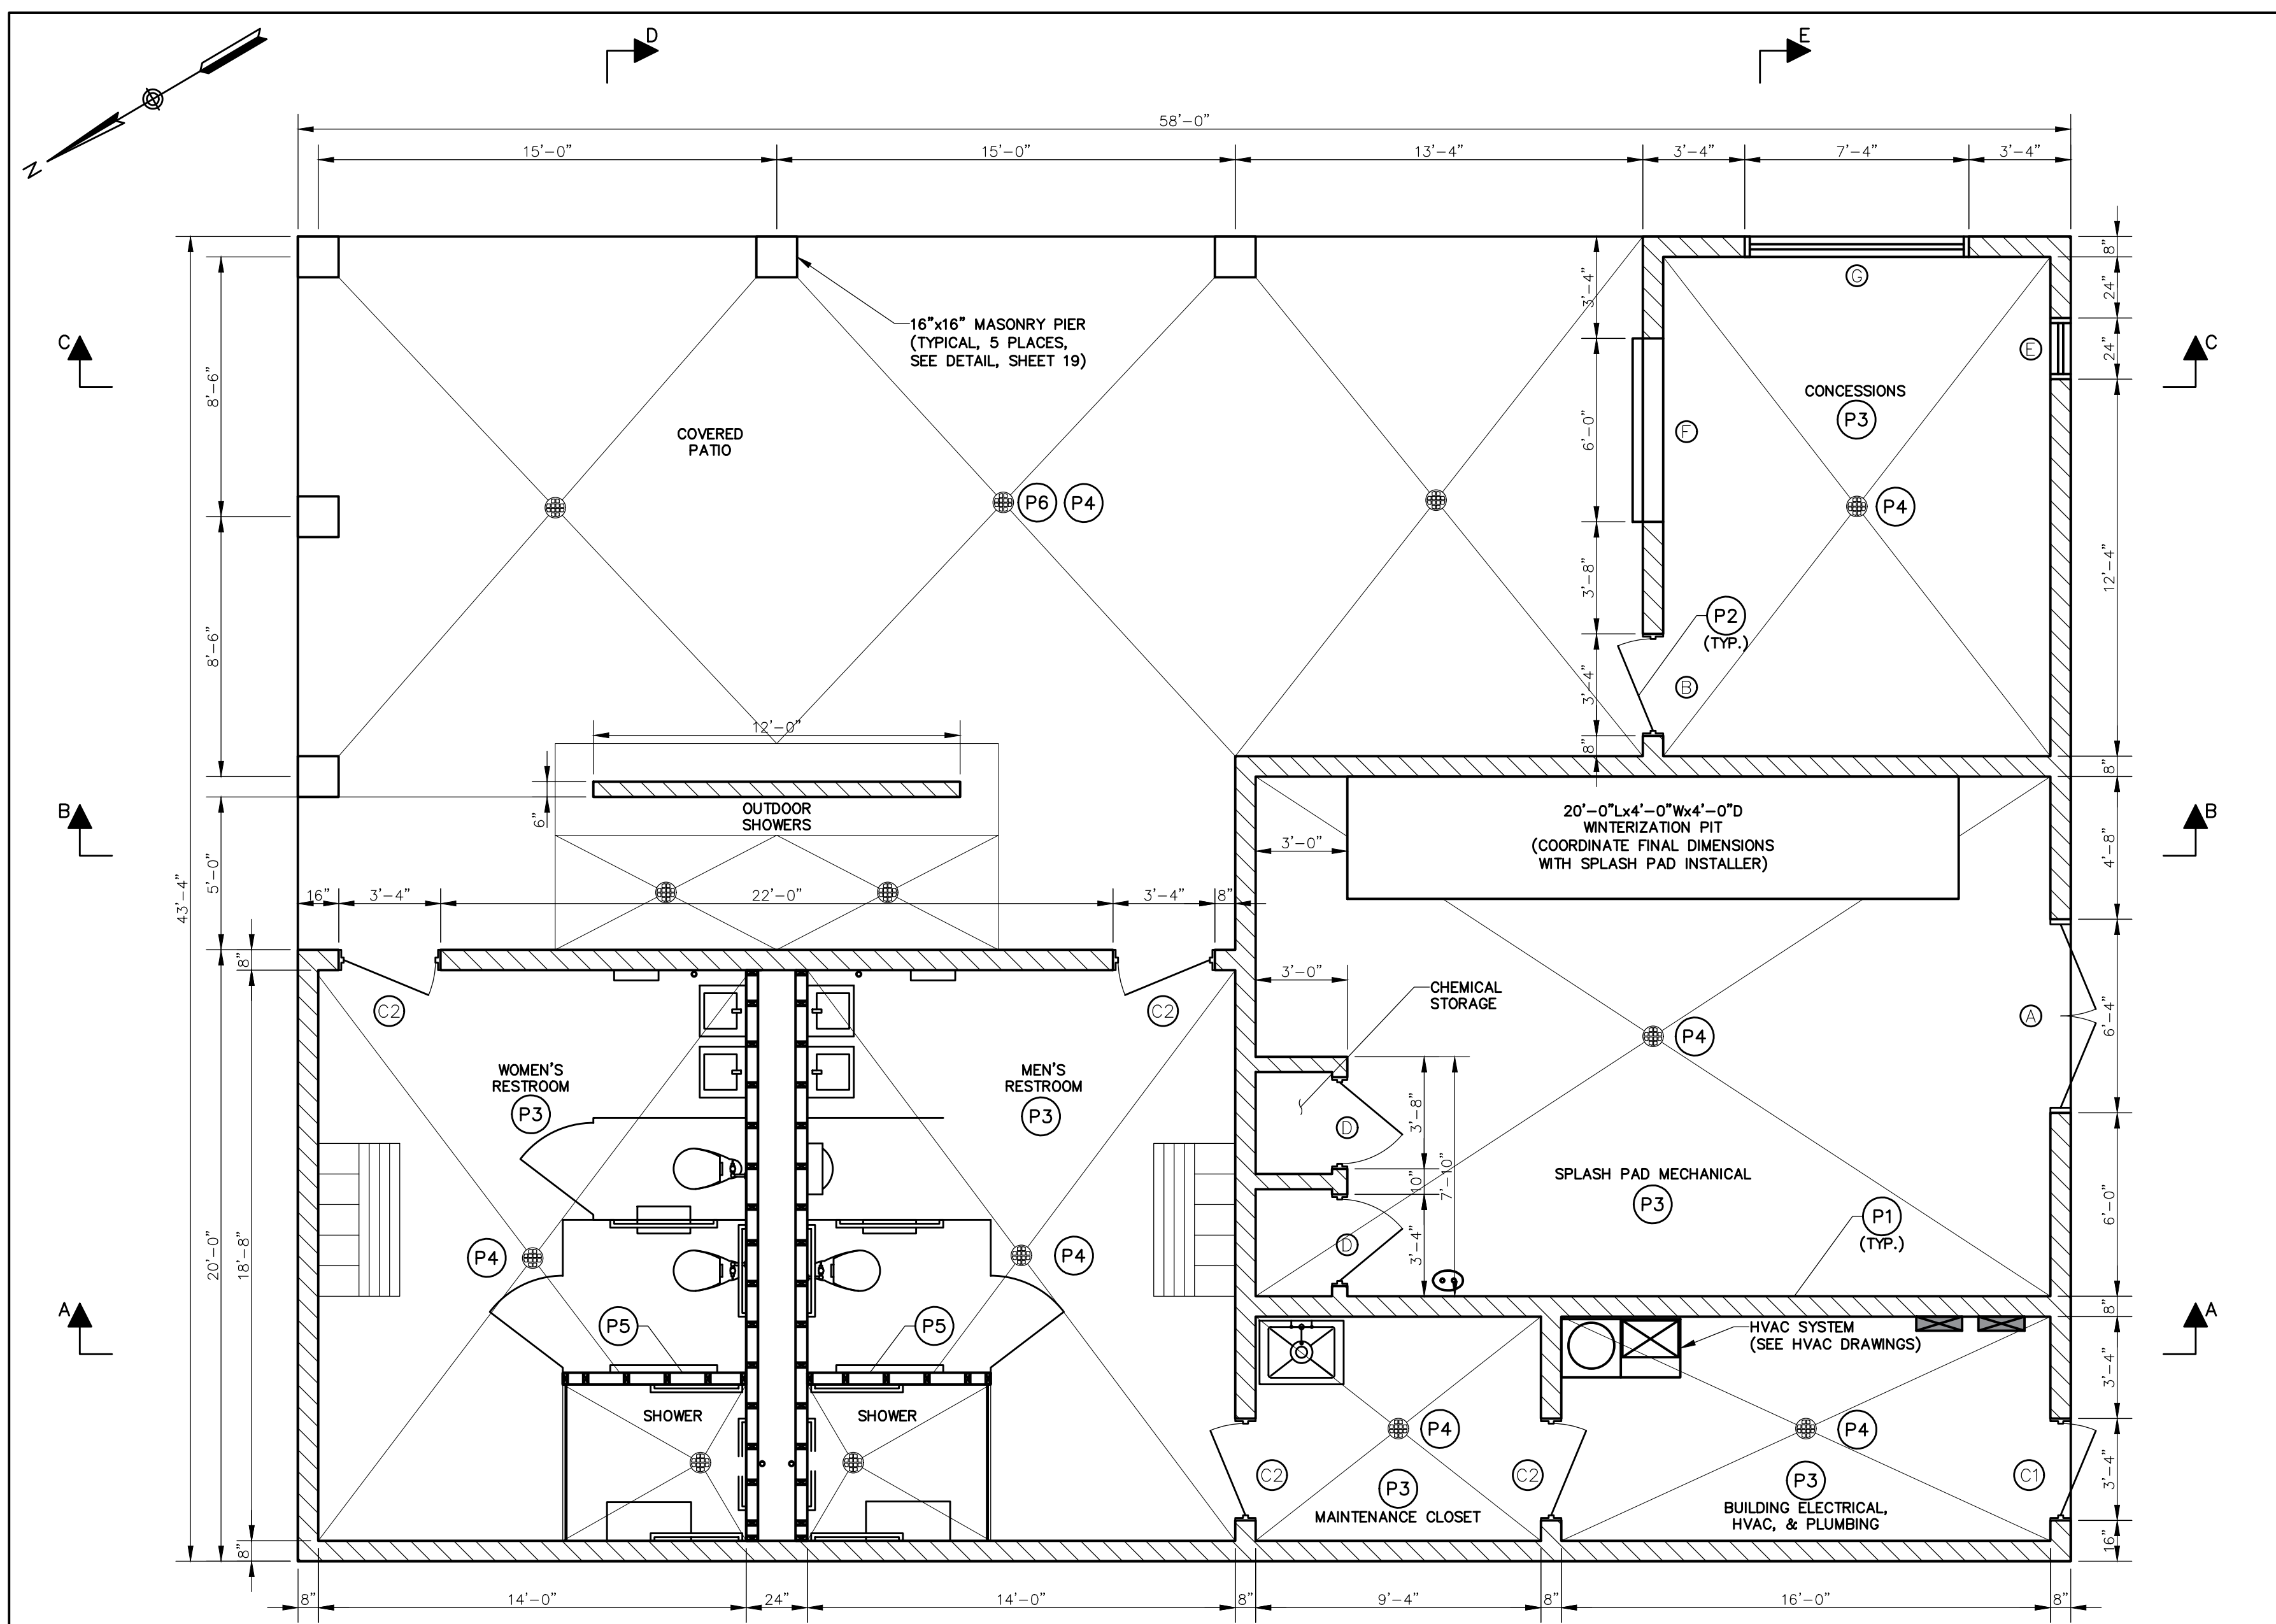 D
E
N
58'-0"
15'-0"
15'-0"
13'-4"
3'-4"
7'-4"
3'-4"
8"
24"
24"
12'-4"
8"
4'-8"
6'-4"
6'-0"
8"
3'-4"
3'-4"
16"
C
C
B
B
A
A
8'-6"
8'-6"
5'-0"
43'-4"
20'-0"
8"
18'-8"
8"
16"x16" MASONRY PIER
(TYPICAL, 5 PLACES,
SEE DETAIL, SHEET 19)
COVERED
PATIO
P6
P4
3'-4"
6'-0"
3'-8"
3'-4"
8"
G
E
F
CONCESSIONS
P3
P4
P2
(TYP.)
B
12'-0"
6"
OUTDOOR
SHOWERS
16"
3'-4"
22'-0"
3'-4"
8"
20'-0"Lx4'-0"Wx4'-0"D
WINTERIZATION PIT
(COORDINATE FINAL DIMENSIONS
WITH SPLASH PAD INSTALLER)
3'-0"
3'-0"
CHEMICAL
STORAGE
P4
A
C2
C2
WOMEN'S
RESTROOM
P3
MEN'S
RESTROOM
P3
D
D
3'-8"
10"
7'-10"
3'-4"
SPLASH PAD MECHANICAL
P3
P1
(TYP.)
P4
P4
P5
P5
SHOWER
SHOWER
HVAC SYSTEM
(SEE HVAC DRAWINGS)
P4
P4
C2
C2
C1
P3
MAINTENANCE CLOSET
P3
BUILDING ELECTRICAL,
HVAC, & PLUMBING
8"
14'-0"
24"
14'-0"
8"
9'-4"
8"
16'-0"
8"